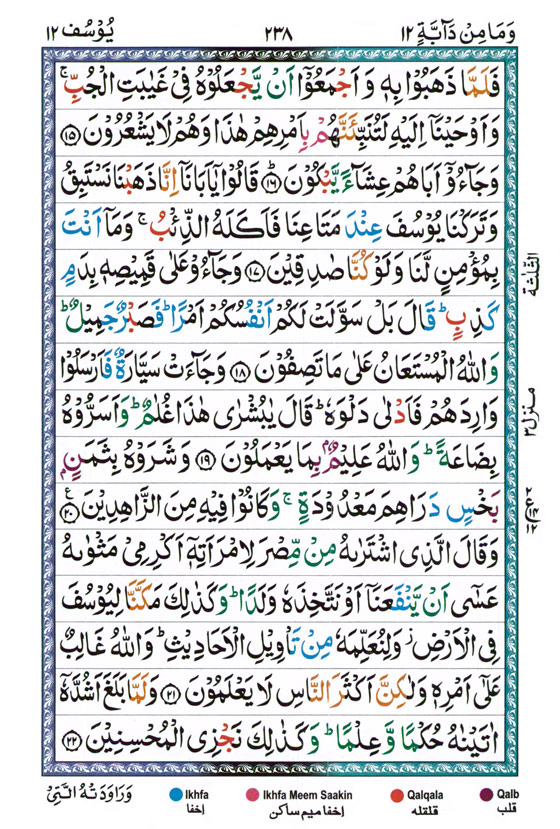 وَمَا مِنْ دَآبَّةٍ ١٢
٢٣٨
يُوْسُف ١٢
فَلَمَّا ذَهَبُوْا بِهٖ وَ اَجْمَعُوْٓا اَنْ يَّجْعَلُوْهُ فِيْ غَيٰبَتِ الْجُبِّ ۚ
وَ اَوْحَيْنَآ اِلَيْهِ لَتُنَبِّئَنَّهُمْ بِاَمْرِهِمْ هٰذَا وَهُمْ لَا يَشْعُرُوْنَ ۝١٥
وَجَآءُوْٓ اَبَاهُمْ عِشَآءً يَّبْكُوْنَ ؕ۝١٦ قَالُوْا يٰٓاَبَانَآ اِنَّا ذَهَبْنَا نَسْتَبِقُ
وَتَرَكْنَا يُوْسُفَ عِنْدَ مَتَاعِنَا فَاَكَلَهُ الذِّئْبُ ۚ وَمَآ اَنْتَ
بِمُؤْمِنٍ لَّنَا وَلَوْ كُنَّا صٰدِقِيْنَ ۝١٧ وَجَآءُوْ عَلٰى قَمِيْصِهٖ بِدَمٍ
كَذِبٍ ؕ قَالَ بَلْ سَوَّلَتْ لَكُمْ اَنْفُسُكُمْ اَمْرًا ؕ فَصَبْرٌ جَمِيْلٌ ؕ
وَاللّٰهُ الْمُسْتَعَانُ عَلٰى مَا تَصِفُوْنَ ۝١٨ وَجَآءَتْ سَيَّارَةٌ فَاَرْسَلُوْا
وَارِدَهُمْ فَاَدْلٰى دَلْوَهٗ ؕ قَالَ يٰبُشْرٰى هٰذَا غُلٰمٌ ؕ وَاَسَرُّوْهُ
بِضَاعَةً ؕ وَاللّٰهُ عَلِيْمٌۢ بِمَا يَعْمَلُوْنَ ۝١٩ وَشَرَوْهُ بِثَمَنٍۢ
بَخْسٍ دَرَاهِمَ مَعْدُوْدَةٍ ۚ وَكَانُوْا فِيْهِ مِنَ الزَّاهِدِيْنَ ۝٢٠ ع
وَقَالَ الَّذِي اشْتَرٰىهُ مِنْ مِّصْرَ لِامْرَاَتِهٖٓ اَكْرِمِيْ مَثْوٰىهُ
عَسٰٓى اَنْ يَّنْفَعَنَآ اَوْ نَتَّخِذَهٗ وَلَدًا ؕ وَكَذٰلِكَ مَكَّنَّا لِيُوْسُفَ
فِي الْاَرْضِ ؗ وَلِنُعَلِّمَهٗ مِنْ تَاْوِيْلِ الْاَحَادِيْثِ ؕ وَاللّٰهُ غَالِبٌ
عَلٰٓى اَمْرِهٖ وَلٰكِنَّ اَكْثَرَ النَّاسِ لَا يَعْلَمُوْنَ ۝٢١ وَلَمَّا بَلَغَ اَشُدَّهٗٓ
اٰتَيْنٰهُ حُكْمًا وَّعِلْمًا ؕ وَكَذٰلِكَ نَجْزِي الْمُحْسِنِيْنَ ۝٢٢
الثلثة
منزل ٣
وَرَاوَدَتْهُ الَّتِيْ
Ikhfa
اخفا
Ikhfa Meem Saakin
اخفا میم ساکن
Qalqala
قلقلہ
Qalb
قلب